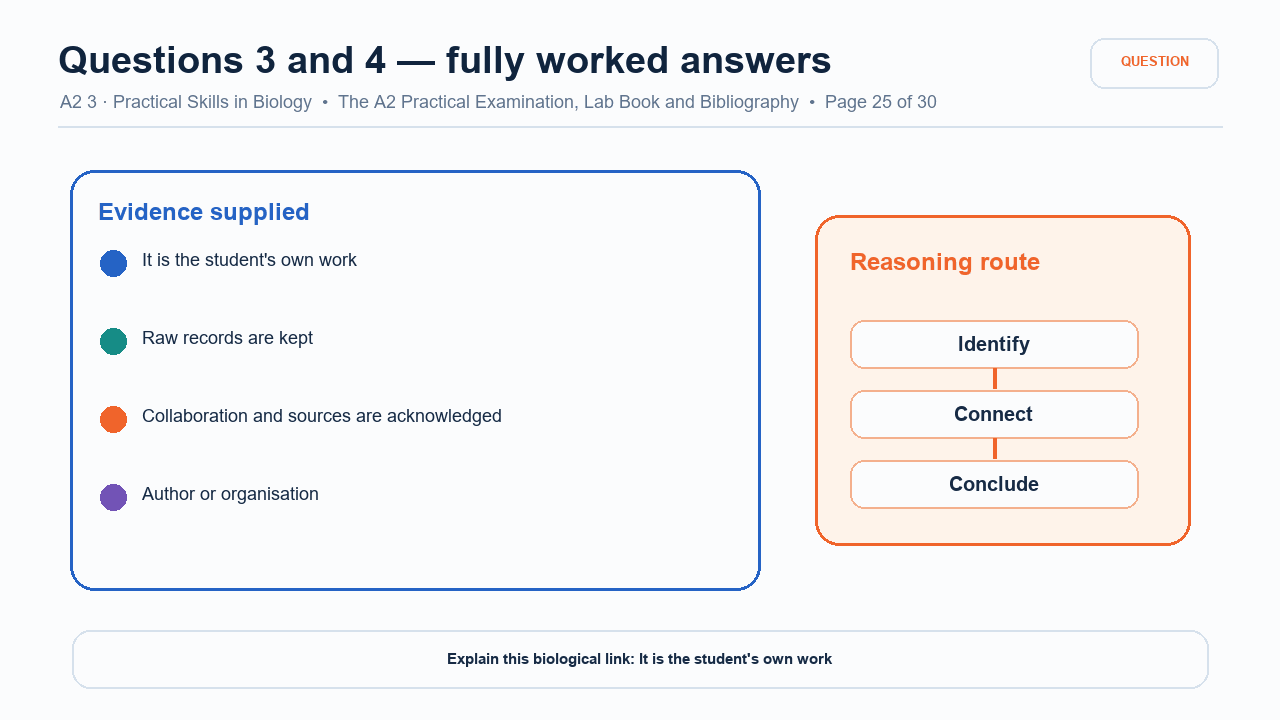 Questions 3 and 4 — fully worked answers
QUESTION
A2 3 · Practical Skills in Biology • The A2 Practical Examination, Lab Book and Bibliography • Page 25 of 30
Evidence supplied
It is the student's own work
Raw records are kept
Collaboration and sources are acknowledged
Author or organisation
Reasoning route
Identify
Connect
Conclude
Explain this biological link: It is the student's own work